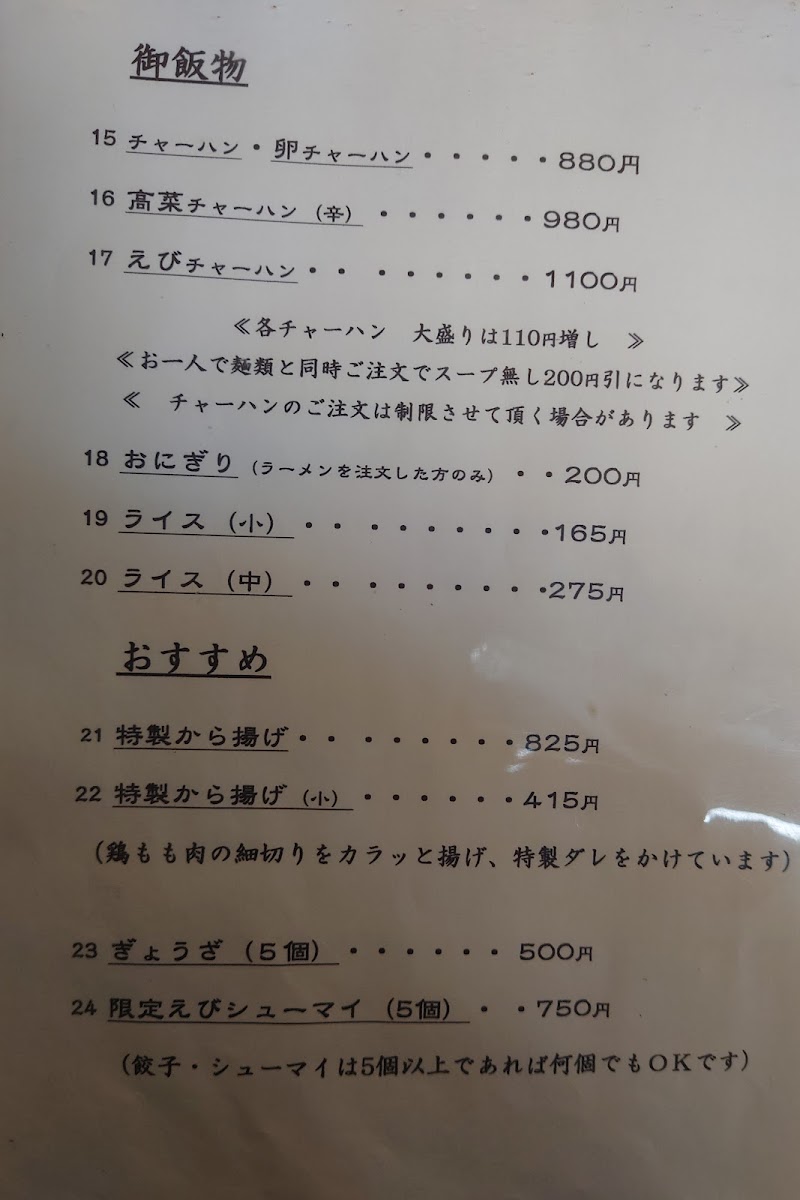 御飯物
15 チャーハン・卵チャーハン・・・・・880円
16 高菜チャーハン（辛）・・・・・・980円
17 えびチャーハン・・ ・・・・・・・1100円
≪各チャーハン　大盛りは110円増し　≫
≪お一人で麺類と同時ご注文でスープ無し200円引になります≫
≪　チャーハンのご注文は制限させて頂く場合があります　≫
18 おにぎり（ラーメンを注文した方のみ）・・200円
19 ライス（小）・・ ・・・・・・・165円
20 ライス（中）・・ ・・・・・・・275円
おすすめ
21 特製から揚げ・・ ・・・・・・・825円
22 特製から揚げ（小）・・・・・・415円
（鶏もも肉の細切りをカラッと揚げ、特製ダレをかけています）
23 ぎょうざ（５個）・・・・・・ 500円
24 限定えびシューマイ（5個）・ ・750円
（餃子・シューマイは5個以上であれば何個でもＯＫです）